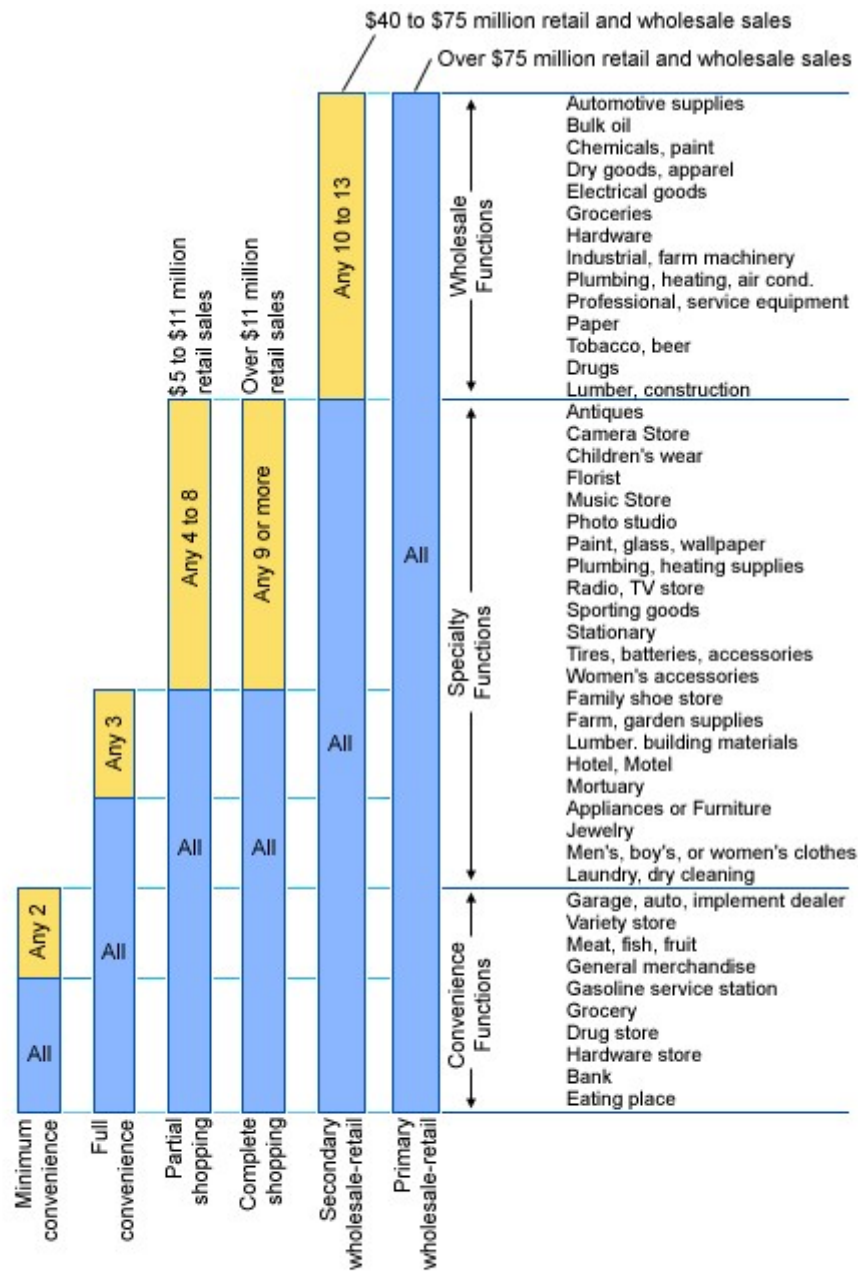 $40 to $75 million retail and wholesale sales
Over $75 million retail and wholesale sales
$5 to $11 million
retail sales
Over $11 million
retail sales
Any 2
All
Any 3
All
Any 4 to 8
All
Any 9 or more
All
Any 10 to 13
All
All
Minimum
convenience
Full
convenience
Partial
shopping
Complete
shopping
Secondary
wholesale-retail
Primary
wholesale-retail
Wholesale
Functions
Automotive supplies
Bulk oil
Chemicals, paint
Dry goods, apparel
Electrical goods
Groceries
Hardware
Industrial, farm machinery
Plumbing, heating, air cond.
Professional, service equipment
Paper
Tobacco, beer
Drugs
Lumber, construction
Specialty
Functions
Antiques
Camera Store
Children's wear
Florist
Music Store
Photo studio
Paint, glass, wallpaper
Plumbing, heating supplies
Radio, TV store
Sporting goods
Stationary
Tires, batteries, accessories
Women's accessories
Family shoe store
Farm, garden supplies
Lumber. building materials
Hotel, Motel
Mortuary
Appliances or Furniture
Jewelry
Men's, boy's, or women's clothes
Laundry, dry cleaning
Convenience
Functions
Garage, auto, implement dealer
Variety store
Meat, fish, fruit
General merchandise
Gasoline service station
Grocery
Drug store
Hardware store
Bank
Eating place